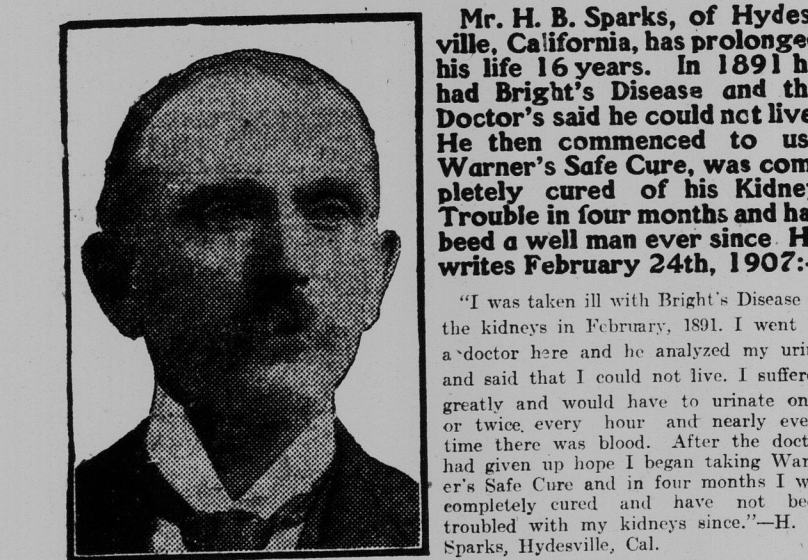 Mr. H. B. Sparks, of Hydes
ville, California, has prolonge
his life 16 years. In 1891 h
had Bright's Disease and th
Doctor's said he could nct live
He then commenced to us
Warner's Safe Cure, was com
pletely cured of his Kidne
Trouble in four months and ha
beed a well man ever since. H
writes February 24th, 1907:-
"I was taken ill with Bright's Disease
the kidneys in February, 1891. I went
a doctor here and he analyzed my uri
and said that I could not live. I suffer
greatly and would have to urinate on
or twice. every hour and nearly eve
time there was blood. After the doct
had given up hope I began taking War
er's Safe Cure and in four months I w
completely cured and have not be
troubled with my kidneys since."—H.
Sparks, Hydesville, Cal.